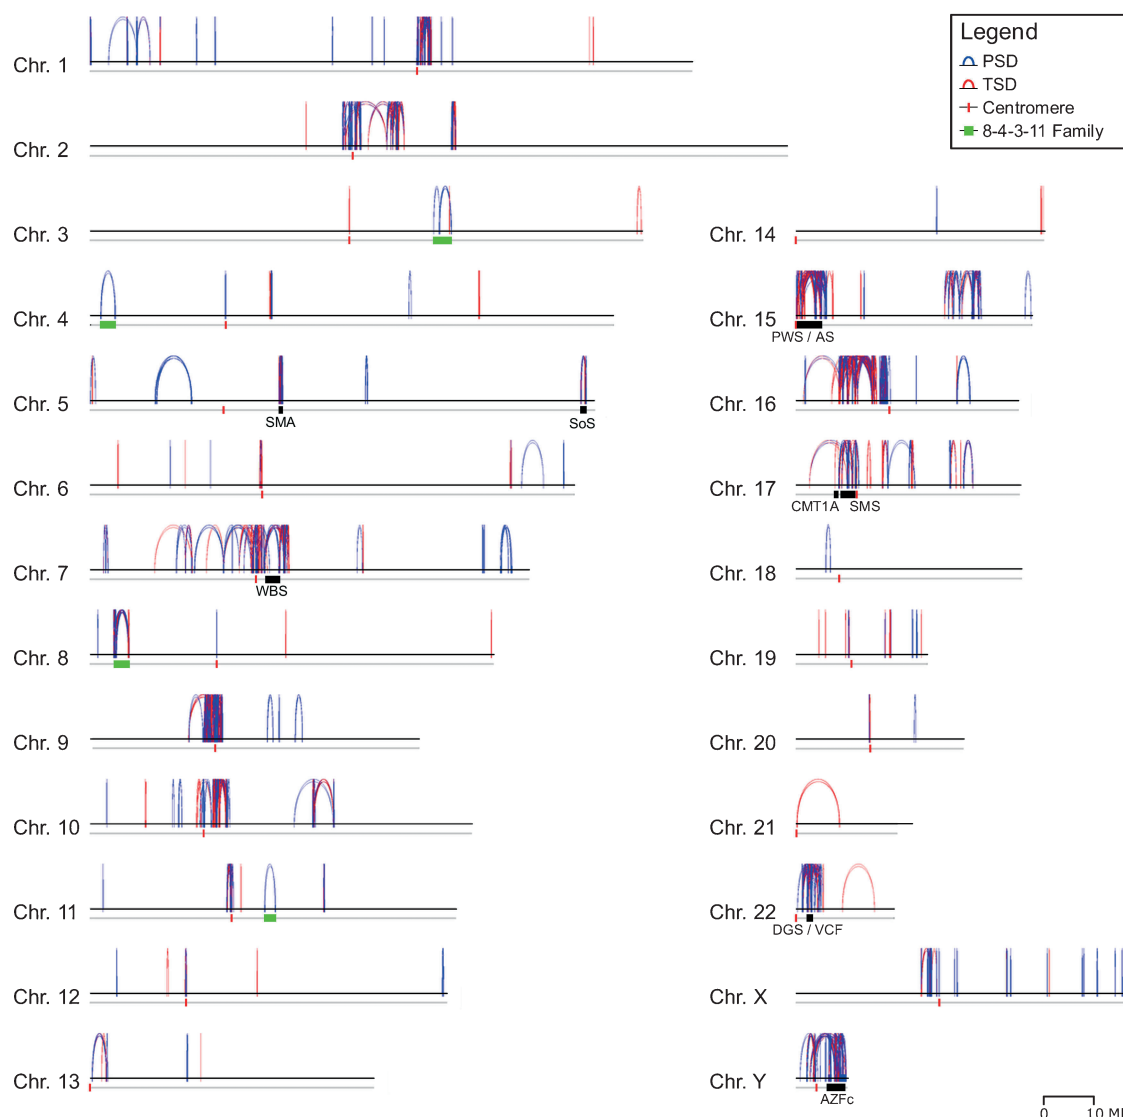 Legend
PSD
TSD
Centromere
8-4-3-11 Family
Chr. 1
Chr. 2
Chr. 3
Chr. 4
Chr. 5
SMA
SoS
Chr. 6
Chr. 7
WBS
Chr. 8
Chr. 9
Chr. 10
Chr. 11
Chr. 12
Chr. 13
Chr. 14
Chr. 15
PWS / AS
Chr. 16
Chr. 17
CMT1A SMS
Chr. 18
Chr. 19
Chr. 20
Chr. 21
Chr. 22
DGS / VCF
Chr. X
Chr. Y
AZFc
0 10